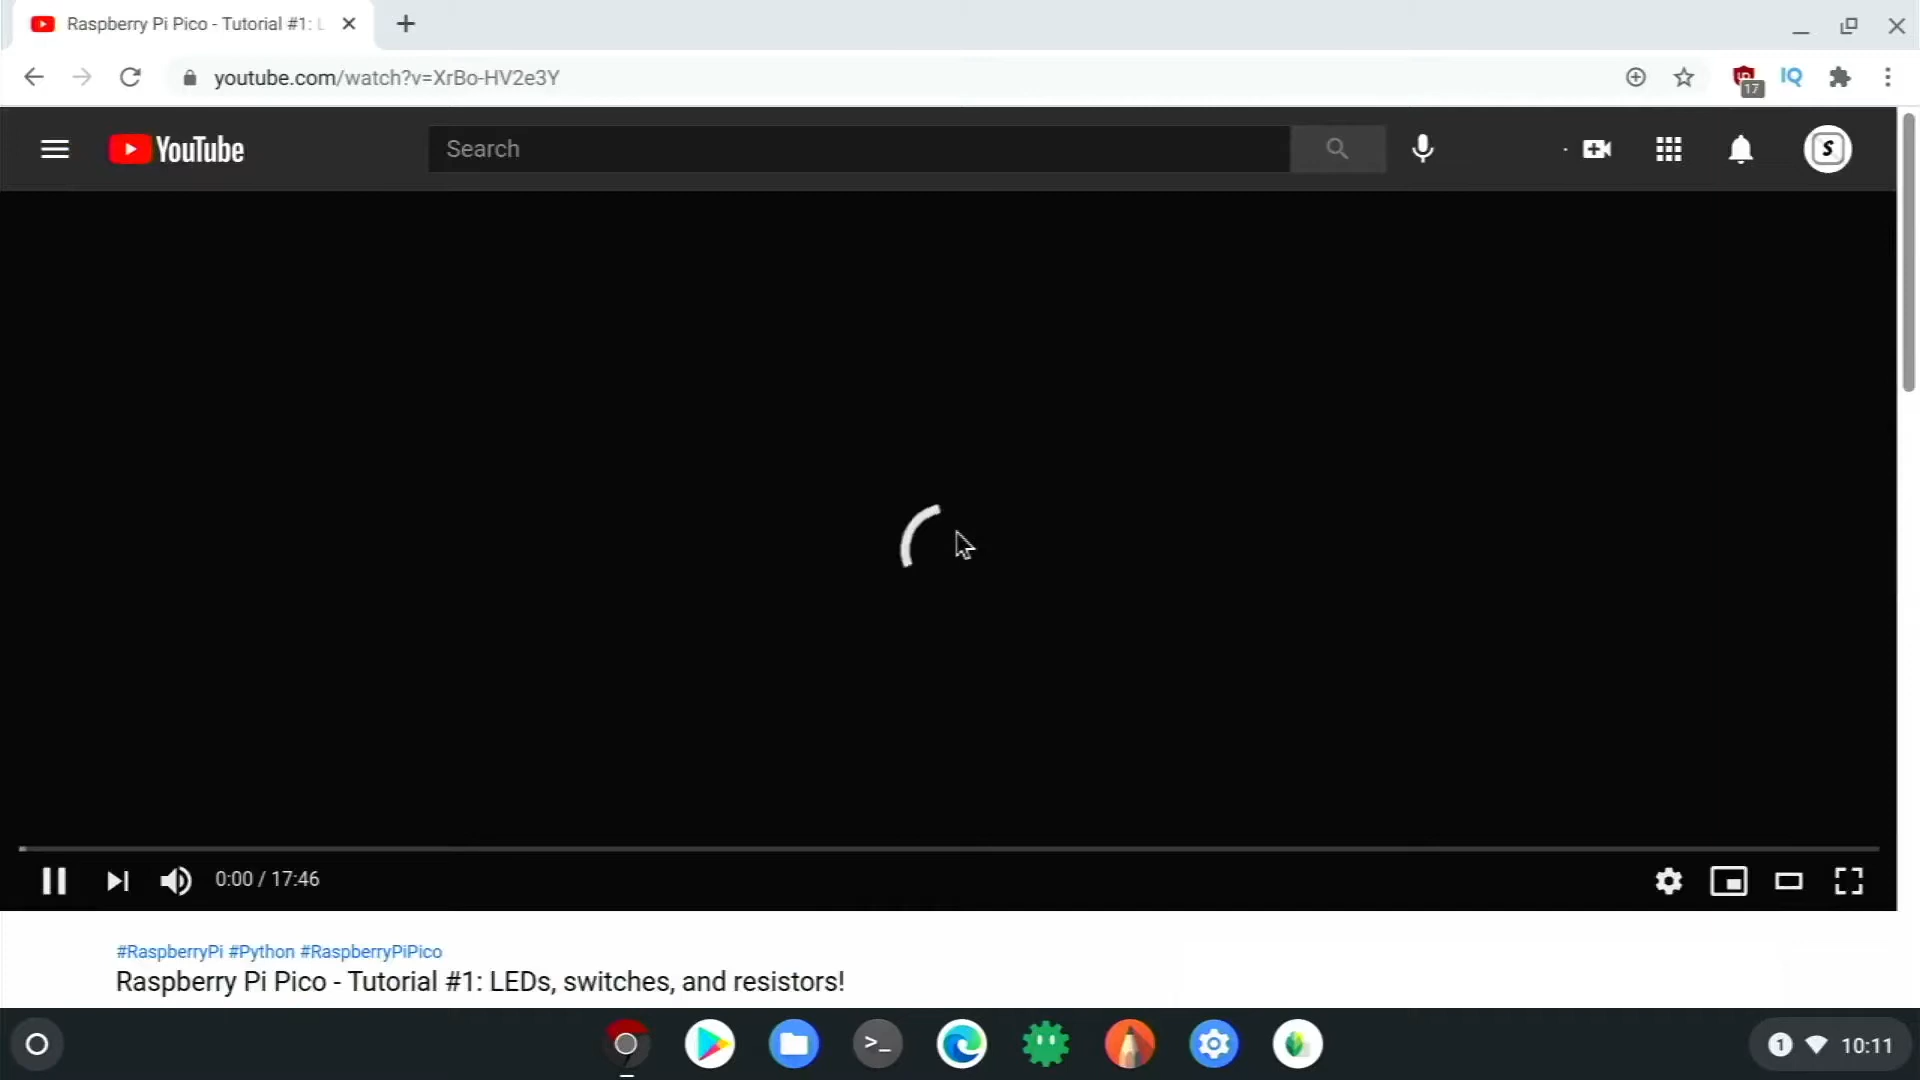 Raspberry Pi Pico - Tutorial #1:
youtube.com/watch?v=XrBo-HV2e3Y
17
IQ
YouTube
Search
S
0:00 / 17:46
#RaspberryPi #Python #RaspberryPiPico
Raspberry Pi Pico - Tutorial #1: LEDs, switches, and resistors!
>_
1
10:11